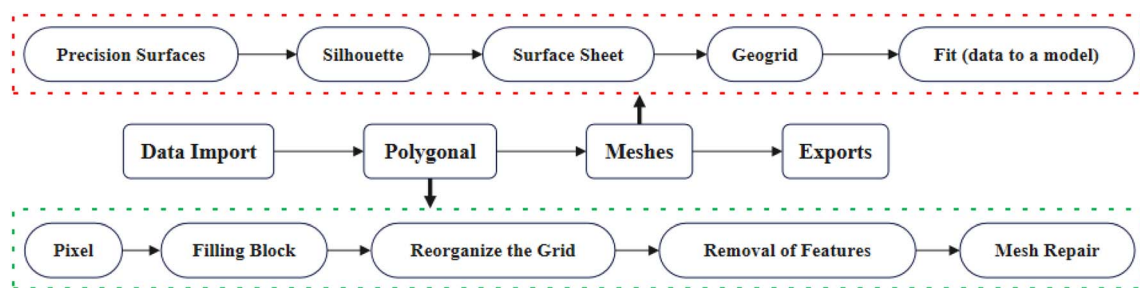 Precision Surfaces
Silhouette
Surface Sheet
Geogrid
Fit (data to a model)
Data Import
Polygonal
Meshes
Exports
Pixel
Filling Block
Reorganize the Grid
Removal of Features
Mesh Repair